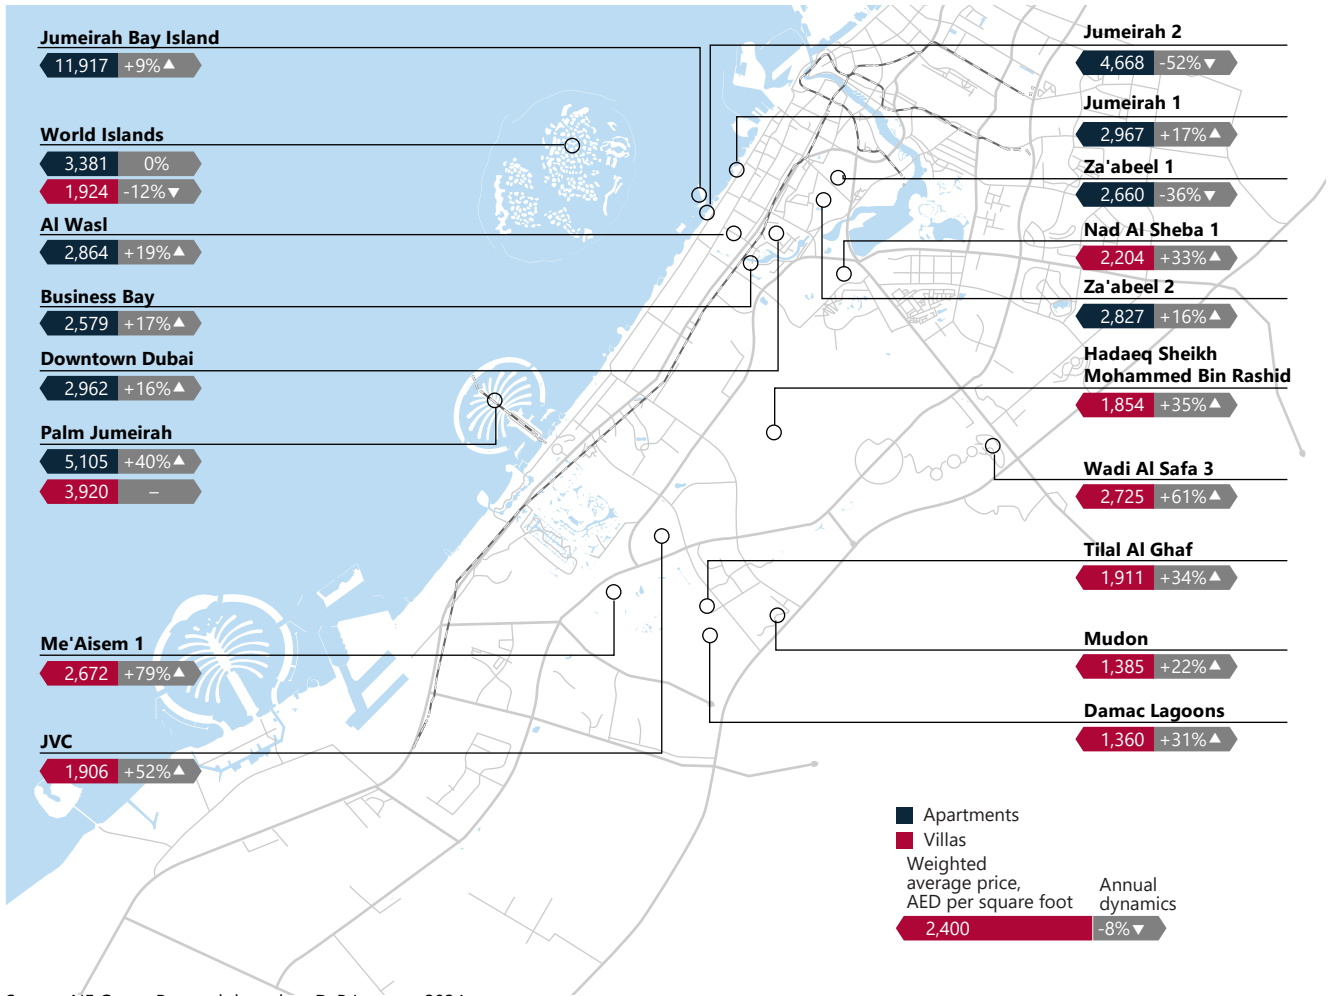 Jumeirah Bay Island
11,917 +9%▲
World Islands
3,381 0%
1,924 -12%▼
Al Wasl
2,864 +19%▲
Business Bay
2,579 +17%▲
Downtown Dubai
2,962 +16%▲
Palm Jumeirah
5,105 +40%▲
3,920 –
Me'Aisem 1
2,672 +79%▲
JVC
1,906 +52%▲
Jumeirah 2
4,668 -52%▼
Jumeirah 1
2,967 +17%▲
Za'abeel 1
2,660 -36%▼
Nad Al Sheba 1
2,204 +33%▲
Za'abeel 2
2,827 +16%▲
Hadaeq Sheikh
Mohammed Bin Rashid
1,854 +35%▲
Wadi Al Safa 3
2,725 +61%▲
Tilal Al Ghaf
1,911 +34%▲
Mudon
1,385 +22%▲
Damac Lagoons
1,360 +31%▲
Apartments
Villas
Weighted
average price,
AED per square foot
Annual
dynamics
2,400 -8%▼